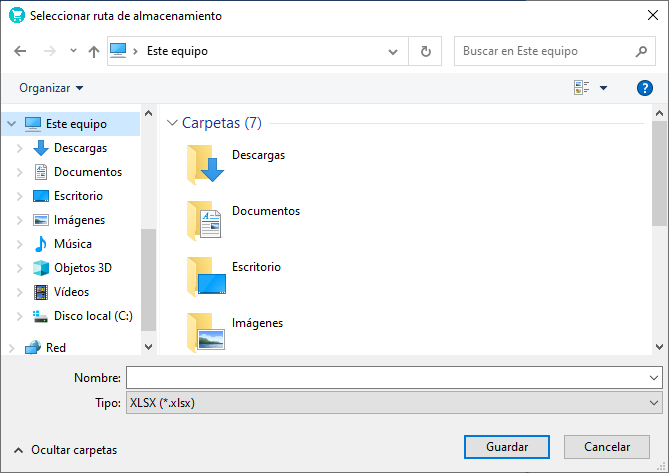 Seleccionar ruta de almacenamiento
Este equipo
Buscar en Este equipo
Organizar
Este equipo
Descargas
Documentos
Escritorio
Imágenes
Música
Objetos 3D
Vídeos
Disco local (C:)
Red
Carpetas (7)
Descargas
Documentos
Escritorio
Imágenes
Nombre:
Tipo: XLSX (*.xlsx)
Ocultar carpetas
Guardar
Cancelar